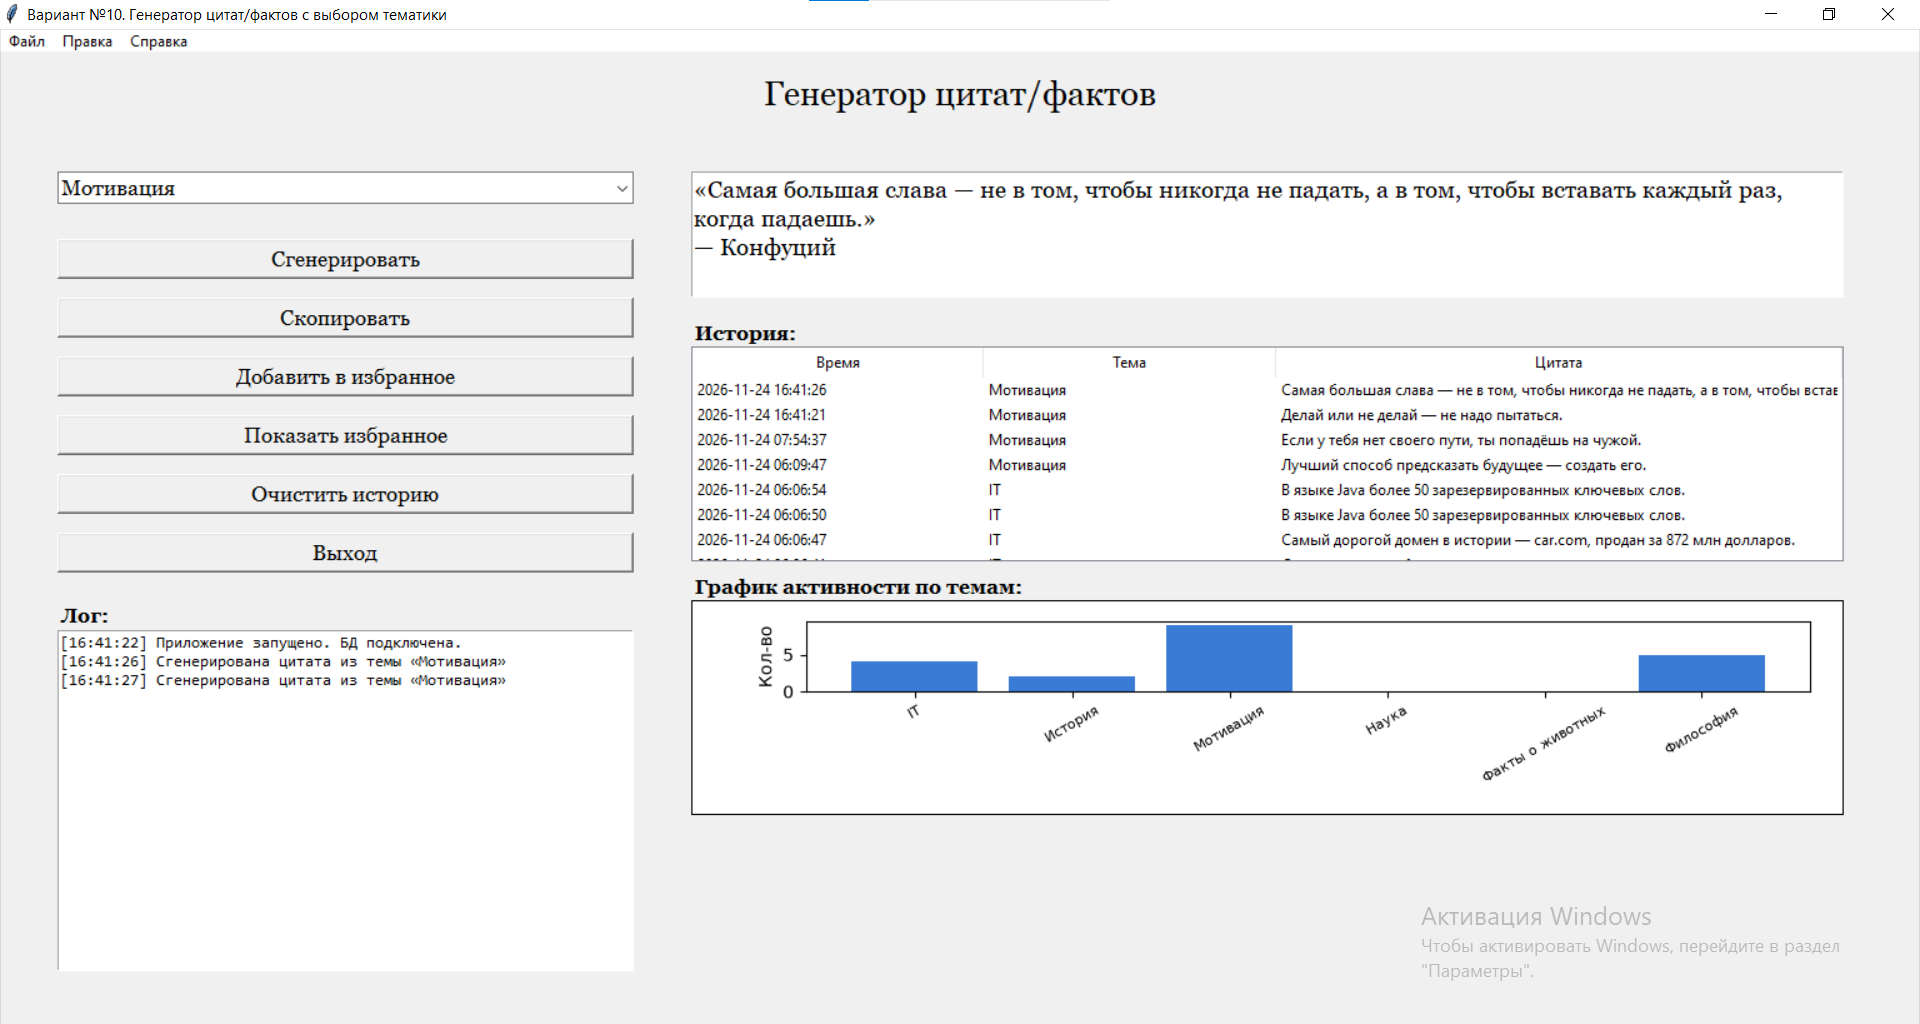 Вариант №10. Генератор цитат/фактов с выбором тематики
Файл Правка Справка
Генератор цитат/фактов
Мотивация
Сгенерировать
Скопировать
Добавить в избранное
Показать избранное
Очистить историю
Выход
Лог:
[16:41:22] Приложение запущено. БД подключена.
[16:41:26] Сгенерирована цитата из темы «Мотивация»
[16:41:27] Сгенерирована цитата из темы «Мотивация»
«Самая большая слава — не в том, чтобы никогда не падать, а в том, чтобы вставать каждый раз,
когда падаешь.»
— Конфуций
История:
Время Тема Цитата
2026-11-24 16:41:26 Мотивация Самая большая слава — не в том, чтобы никогда не падать, а в том, чтобы встав
2026-11-24 16:41:21 Мотивация Делай или не делай — не надо пытаться.
2026-11-24 07:54:37 Мотивация Если у тебя нет своего пути, ты попадёшь на чужой.
2026-11-24 06:09:47 Мотивация Лучший способ предсказать будущее — создать его.
2026-11-24 06:06:54 IT В языке Java более 50 зарезервированных ключевых слов.
2026-11-24 06:06:50 IT В языке Java более 50 зарезервированных ключевых слов.
2026-11-24 06:06:47 IT Самый дорогой домен в истории — car.com, продан за 872 млн долларов.
График активности по темам:
Кол-во
5
0
IT История Мотивация Наука Факты о животных Философия
Активация Windows
Чтобы активировать Windows, перейдите в раздел
"Параметры".